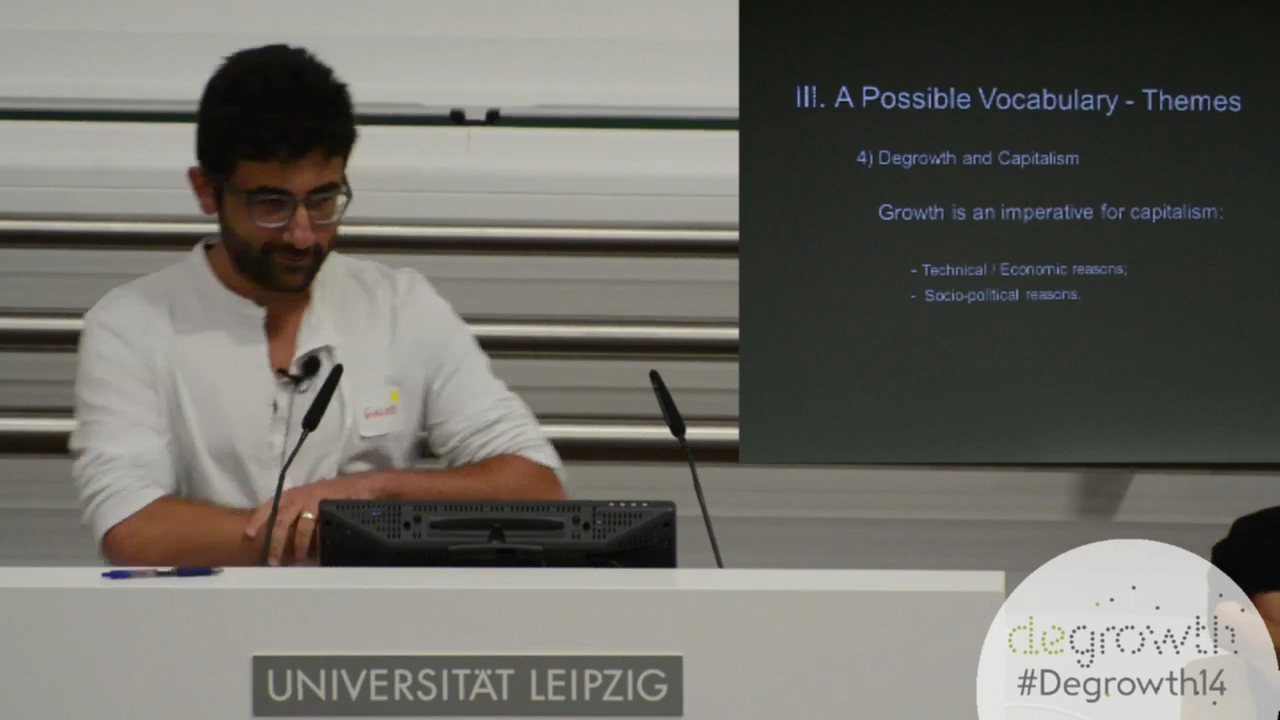 III. A Possible Vocabulary - Themes
4) Degrowth and Capitalism
Growth is an imperative for capitalism:
- Technical / Economic reasons;
- Socio-political reasons.
UNIVERSITÄT LEIPZIG
degrowth
#Degrowth14